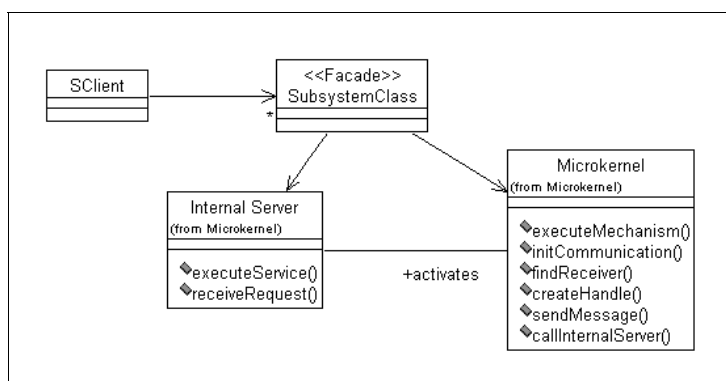 <<Facade>>
SClient
SubsystemClass
*
Microkernel
(from Microkernel)
Internal Server
(from Microkernel)
executeMechanism()
initCommunication()
findReceiver()
createHandle()
sendMessage()
callInternalServer()
executeService()
receiveRequest()
+activates